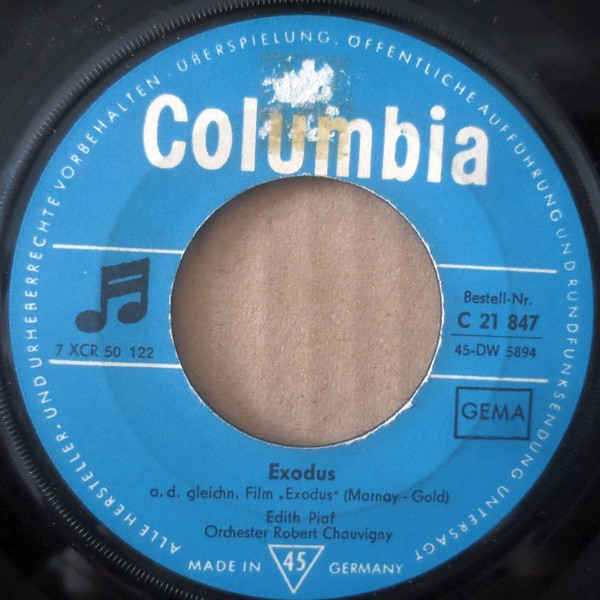 ALLE HERSTELLER- UND URHEBERRECHTE VORBEHALTEN · ÜBERSPIELUNG, ÖFFENTLICHE AUFFÜHRUNG UND RUNDFUNKSENDUNG UNTERSAGT
Columbia
Bestell-Nr.
C 21 847
7 XCR 50 122
45-DW 5894
GEMA
Exodus
a. d. gleichn. Film „Exodus“ (Marnay - Gold)
Edith Piaf
Orchester Robert Chauvigny
MADE IN 45 GERMANY